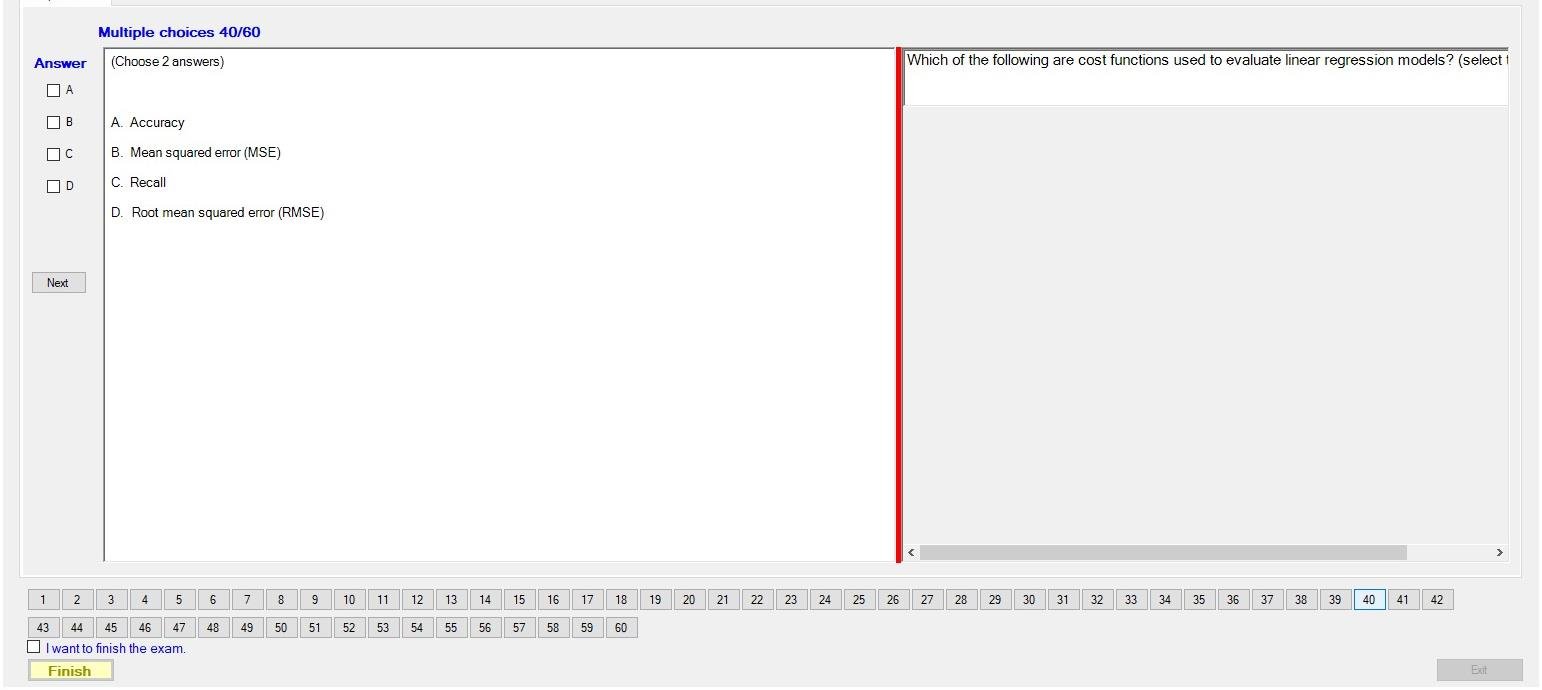 Multiple choices 40/60
Answer
A
B
C
D
Next
(Choose 2 answers)
A. Accuracy
B. Mean squared error (MSE)
C. Recall
D. Root mean squared error (RMSE)
Which of the following are cost functions used to evaluate linear regression models? (select
1 2 3 4 5 6 7 8 9 10 11 12 13 14 15 16 17 18 19 20 21 22 23 24 25 26 27 28 29 30 31 32 33 34 35 36 37 38 39 40 41 42
43 44 45 46 47 48 49 50 51 52 53 54 55 56 57 58 59 60
I want to finish the exam.
Finish
Exit